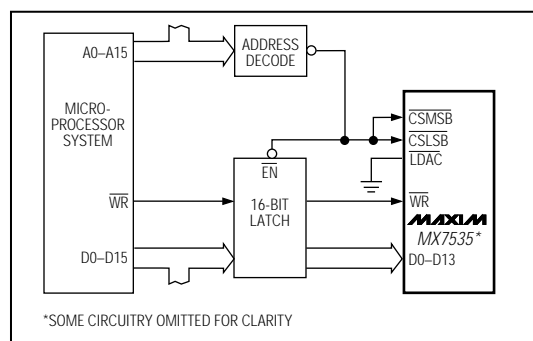 A0–A15
ADDRESS
DECODE
MICRO-
PROCESSOR
SYSTEM
CSMSB
CSLSB
LDAC
EN
WR
16-BIT
LATCH
WR
MAXIM
MX7535*
D0–D15
D0–D13
*SOME CIRCUITRY OMITTED FOR CLARITY